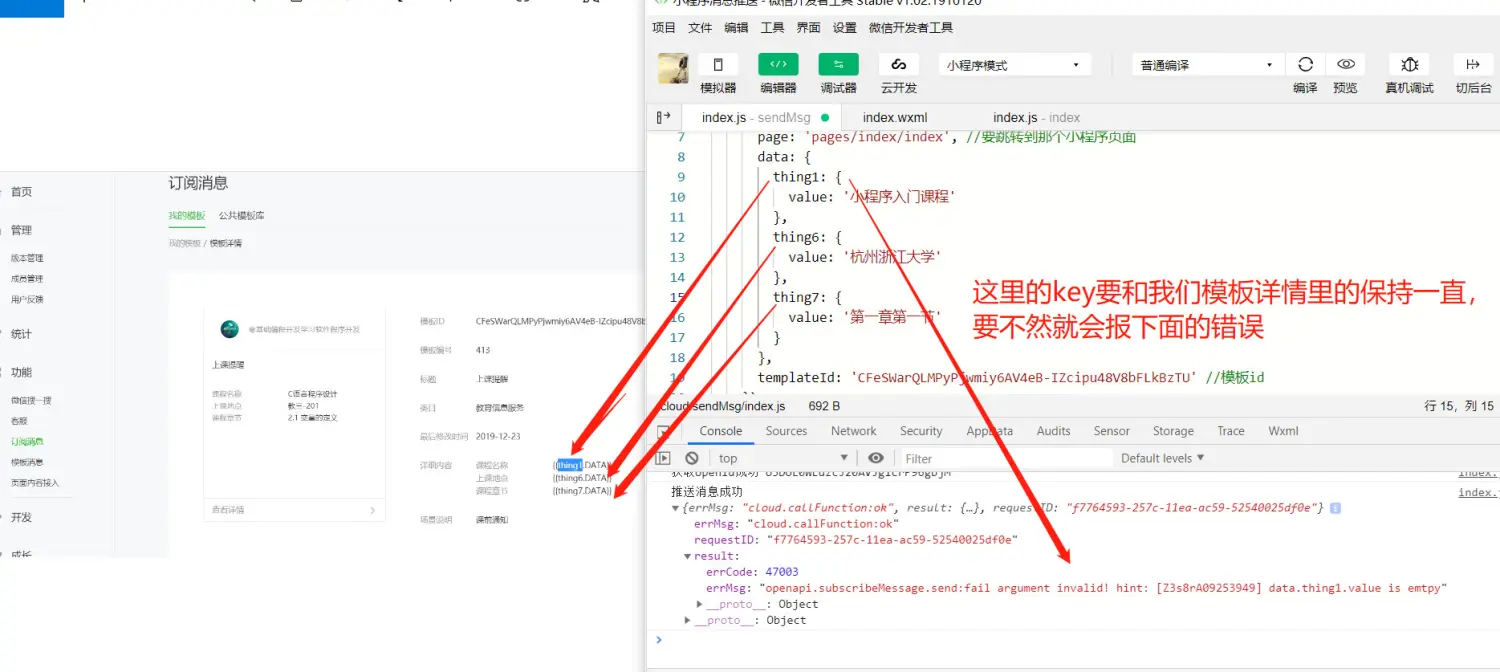 小程序消息推送 - 微信开发者工具 Stable v1.02.1910120
项目 文件 编辑 工具 界面 设置 微信开发者工具
模拟器 编辑器 调试器 云开发
小程序模式
普通编译
编译 预览 真机调试 切后台
index.js - sendMsg
index.wxml
index.js - index
7 page: 'pages/index/index', //要跳转到那个小程序页面
8 data: {
9 thing1: {
10 value: '小程序入门课程'
11 },
12 thing6: {
13 value: '杭州浙江大学'
14 },
15 thing7: {
16 value: '第一章第一节'
17 }
18 },
19 templateId: 'CFeSWarQLMPyPjwmiy6AV4eB-IZcipu48V8bFLkBzTU' //模板id
这里的key要和我们模板详情里的保持一直，
要不然就会报下面的错误
cloud/sendMsg/index.js 692 B
行 15，列 15
Console Sources Network Security AppData Audits Sensor Storage Trace Wxml
top
Filter
Default levels
index.
推送消息成功
index.j
{errMsg: "cloud.callFunction:ok", result: {…}, requestID: "f7764593-257c-11ea-ac59-52540025df0e"}
errMsg: "cloud.callFunction:ok"
requestID: "f7764593-257c-11ea-ac59-52540025df0e"
result:
errCode: 47003
errMsg: "openapi.subscribeMessage.send:fail argument invalid! hint: [Z3s8rA09253949] data.thing1.value is emtpy"
__proto__: Object
__proto__: Object
首页
管理
版本管理
成员管理
用户反馈
统计
功能
微信搜一搜
客服
订阅消息
模板消息
页面内容接入
开发
成长
订阅消息
我的模板 公共模板库
我的模板 / 模板详情
@基础编程开发学习软件程序开发
上课提醒
课程名称 C语言程序设计
上课地点 教三-201
课程章节 2.1 变量的定义
查看详情
模板ID CFeSWarQLMPyPjwmiy6AV4eB-IZcipu48V8b
模板编号 413
标题 上课提醒
类目 教育信息服务
最后修改时间 2019-12-23
详细内容 课程名称 {{thing1.DATA}}
上课地点 {{thing6.DATA}}
课程章节 {{thing7.DATA}}
场景说明 课前通知